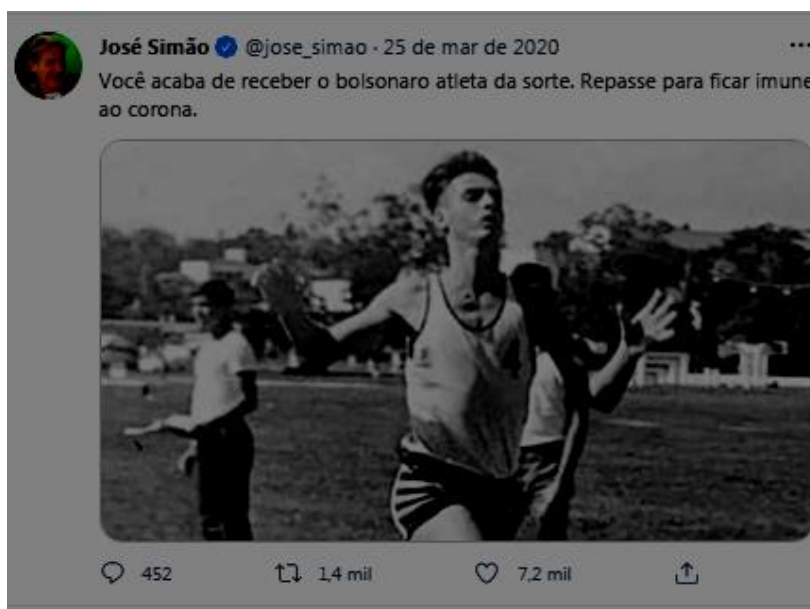 José Simão @jose_simao · 25 de mar de 2020
Você acaba de receber o bolsonaro atleta da sorte. Repasse para ficar imune
ao corona.
452 1,4 mil 7,2 mil